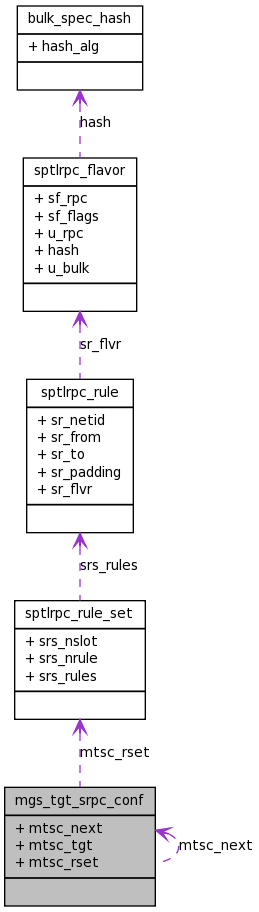 bulk_spec_hash
+ hash_alg
hash
sptlrpc_flavor
+ sf_rpc
+ sf_flags
+ u_rpc
+ hash
+ u_bulk
sr_flvr
sptlrpc_rule
+ sr_netid
+ sr_from
+ sr_to
+ sr_padding
+ sr_flvr
srs_rules
sptlrpc_rule_set
+ srs_nslot
+ srs_nrule
+ srs_rules
mtsc_rset
mgs_tgt_srpc_conf
+ mtsc_next
+ mtsc_tgt
+ mtsc_rset
mtsc_next